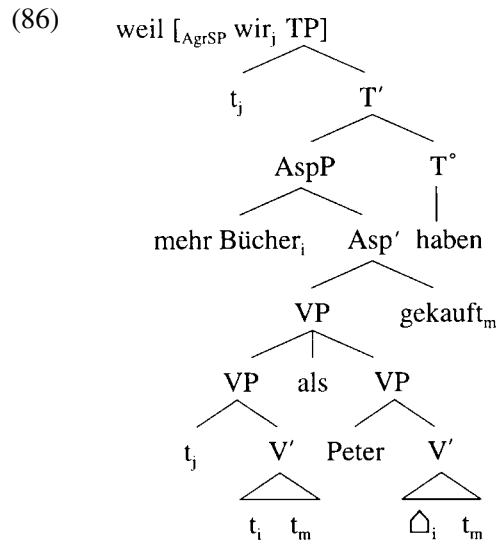 (86) weil [AgrSP wirj TP]
tj T′
AspP T°
mehr Bücheri Asp′ haben
VP gekauftm
VP als VP
tj V′ Peter V′
ti tm ⌂i tm